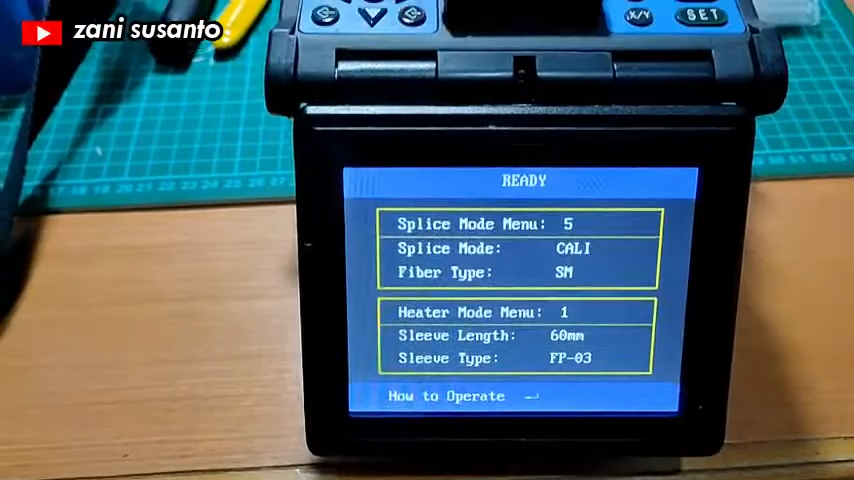 zani susanto
X/Y
SET
READY
Splice Mode Menu: 5
Splice Mode: CALI
Fiber Type: SM
Heater Mode Menu: 1
Sleeve Length: 60mm
Sleeve Type: FP-03
How to Operate ↵